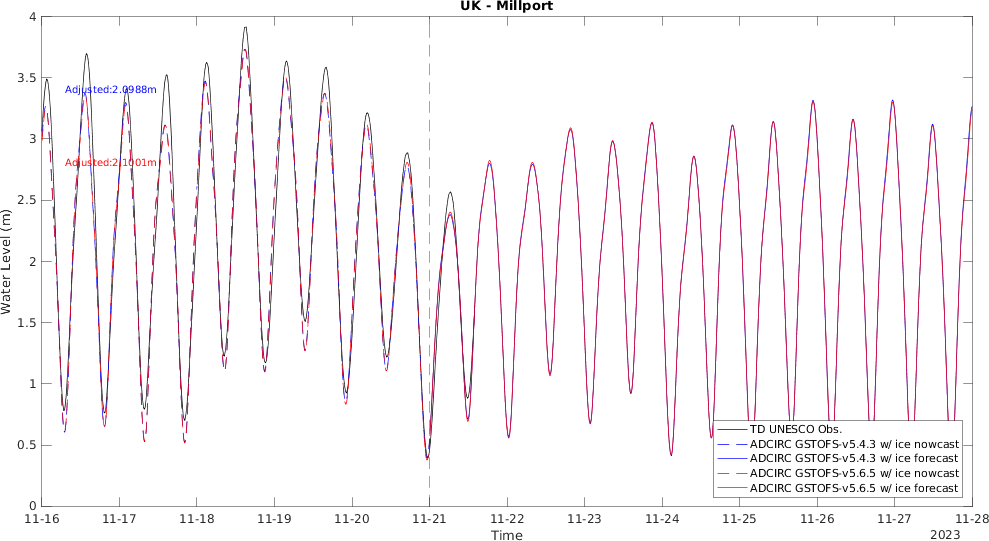 UK - Millport
Water Level (m)
4
3.5
3
2.5
2
1.5
1
0.5
0
Adjusted:2.0988m
Adjusted:2.1001m
TD UNESCO Obs.
ADCIRC GSTOFS-v5.4.3 w/ ice nowcast
ADCIRC GSTOFS-v5.4.3 w/ ice forecast
ADCIRC GSTOFS-v5.6.5 w/ ice nowcast
ADCIRC GSTOFS-v5.6.5 w/ ice forecast
11-16 11-17 11-18 11-19 11-20 11-21 11-22 11-23 11-24 11-25 11-26 11-27 11-28
Time
2023